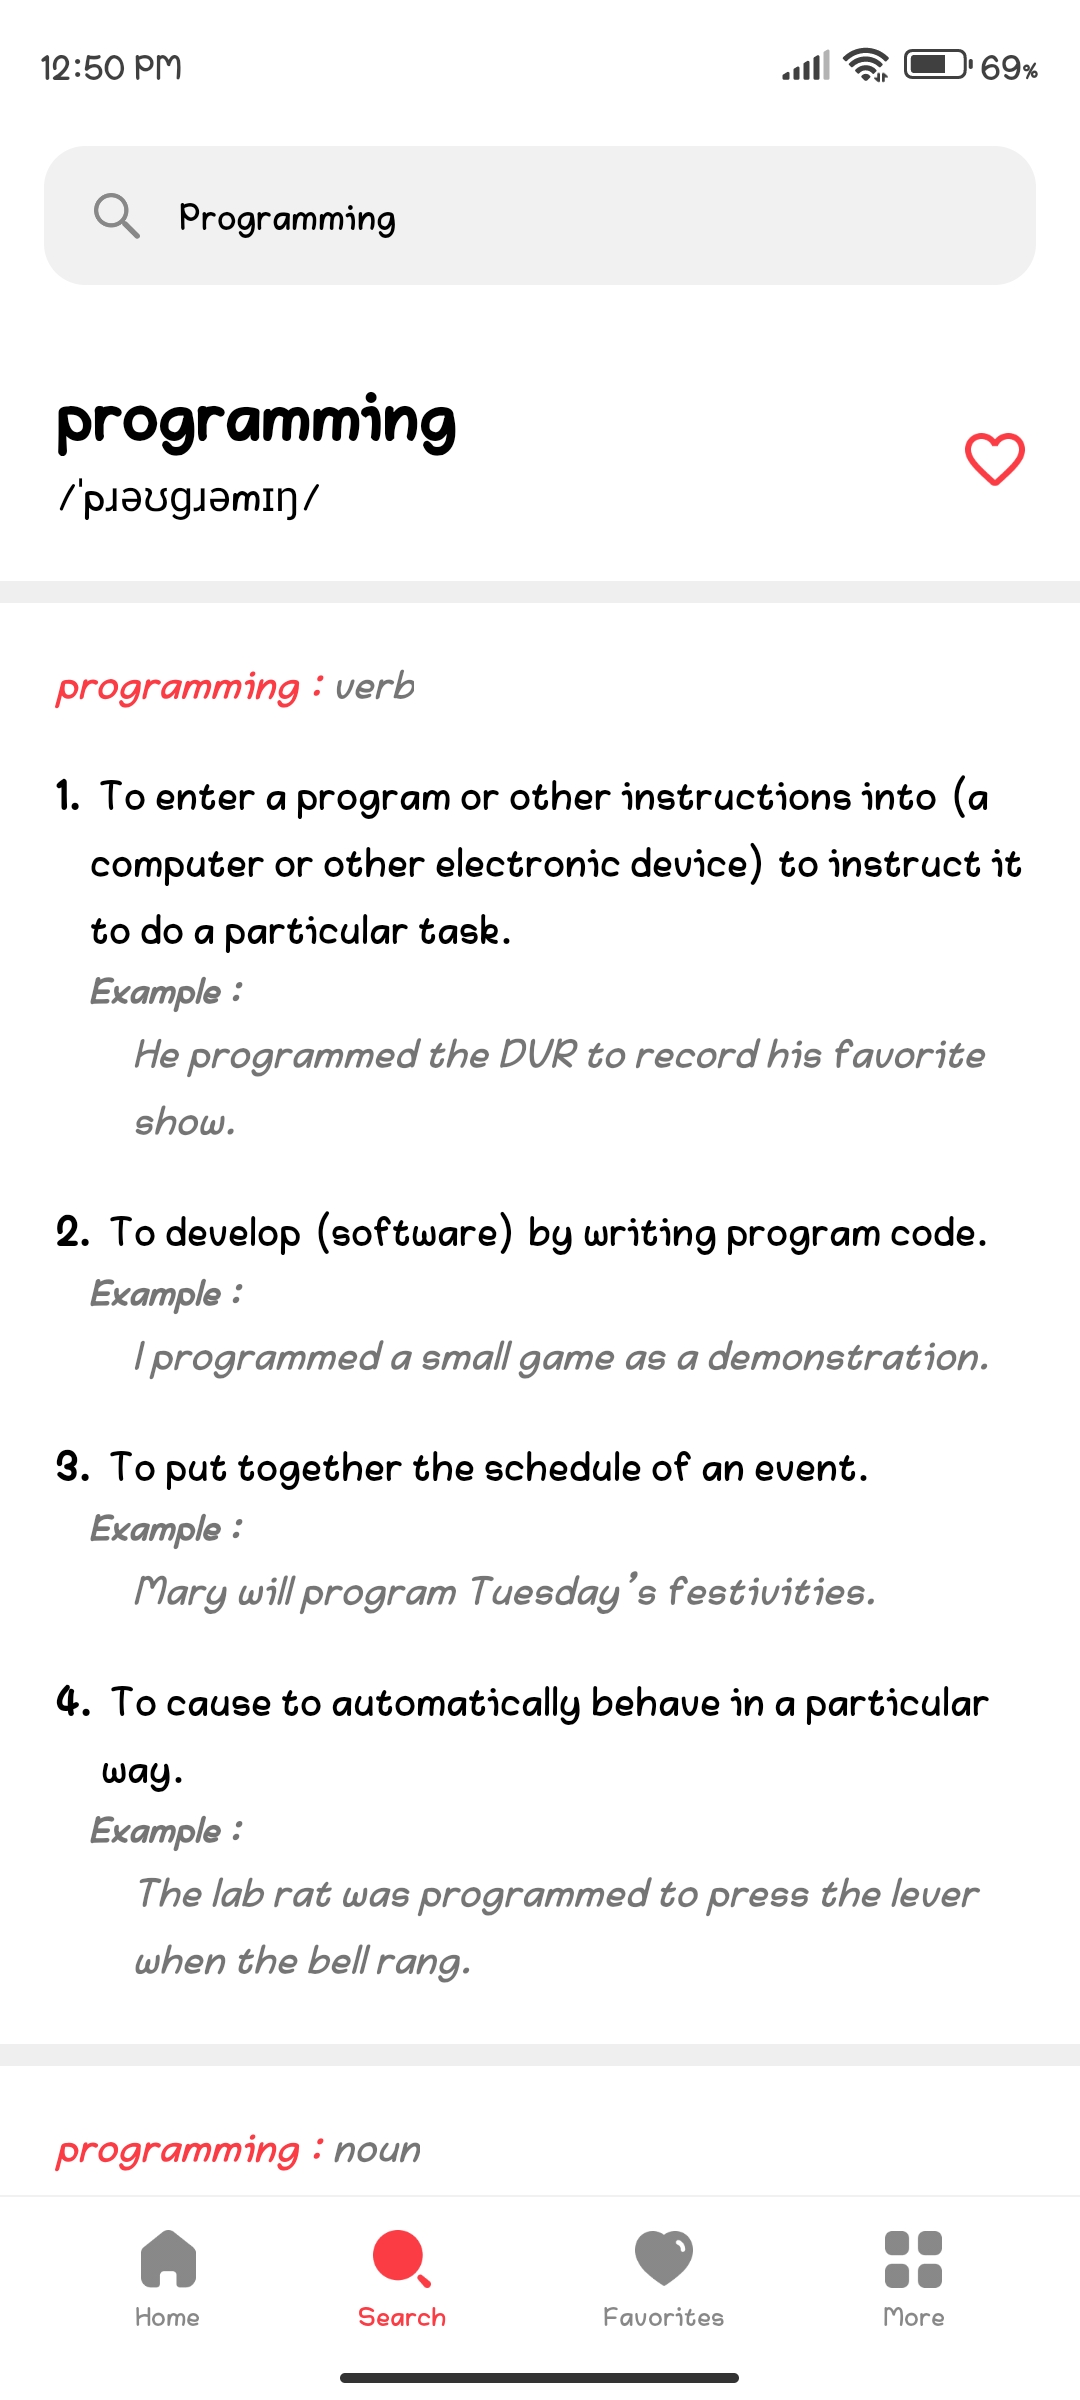 12:50 PM 69%
Programming
programming
/ˈpɹəʊɡɹəmɪŋ/
programming : verb
1. To enter a program or other instructions into (a
computer or other electronic device) to instruct it
to do a particular task.
Example :
He programmed the DVR to record his favorite
show.
2. To develop (software) by writing program code.
Example :
I programmed a small game as a demonstration.
3. To put together the schedule of an event.
Example :
Mary will program Tuesday’s festivities.
4. To cause to automatically behave in a particular
way.
Example :
The lab rat was programmed to press the lever
when the bell rang.
programming : noun
Home Search Favorites More